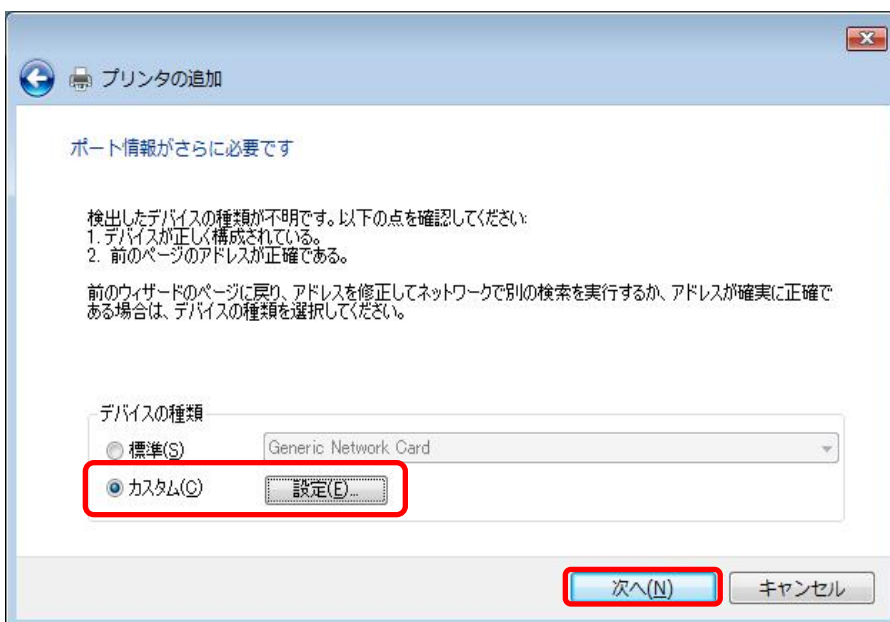 プリンタの追加
ポート情報がさらに必要です
検出したデバイスの種類が不明です。以下の点を確認してください:
1. デバイスが正しく構成されている。
2. 前のページのアドレスが正確である。
前のウィザードのページに戻り、アドレスを修正してネットワークで別の検索を実行するか、アドレスが確実に正確で
ある場合は、デバイスの種類を選択してください。
デバイスの種類
標準(S)
Generic Network Card
カスタム(C)
設定(E)...
次へ(N)
キャンセル